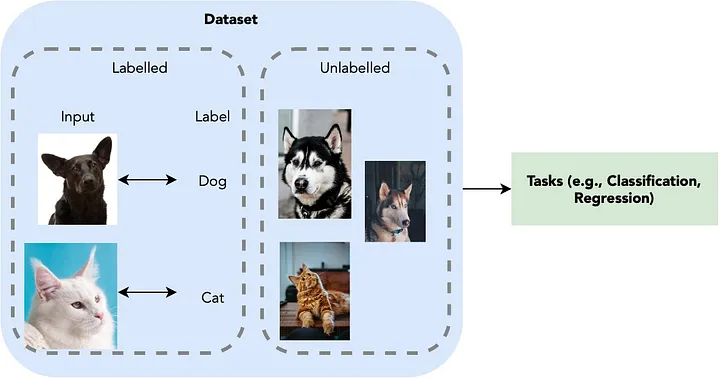 Dataset
Labelled
Unlabelled
Input
Label
Dog
Cat
Tasks (e.g., Classification,
Regression)